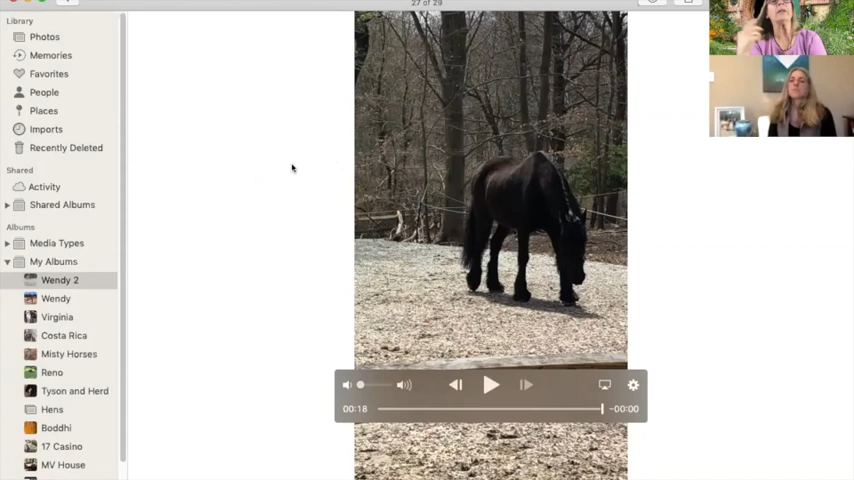 27 of 29
Library
Photos
Memories
Favorites
People
Places
Imports
Recently Deleted
Shared
Activity
Shared Albums
Albums
Media Types
My Albums
Wendy 2
Wendy
Virginia
Costa Rica
Misty Horses
Reno
Tyson and Herd
Hens
Boddhi
17 Casino
MV House
00:18
-00:00